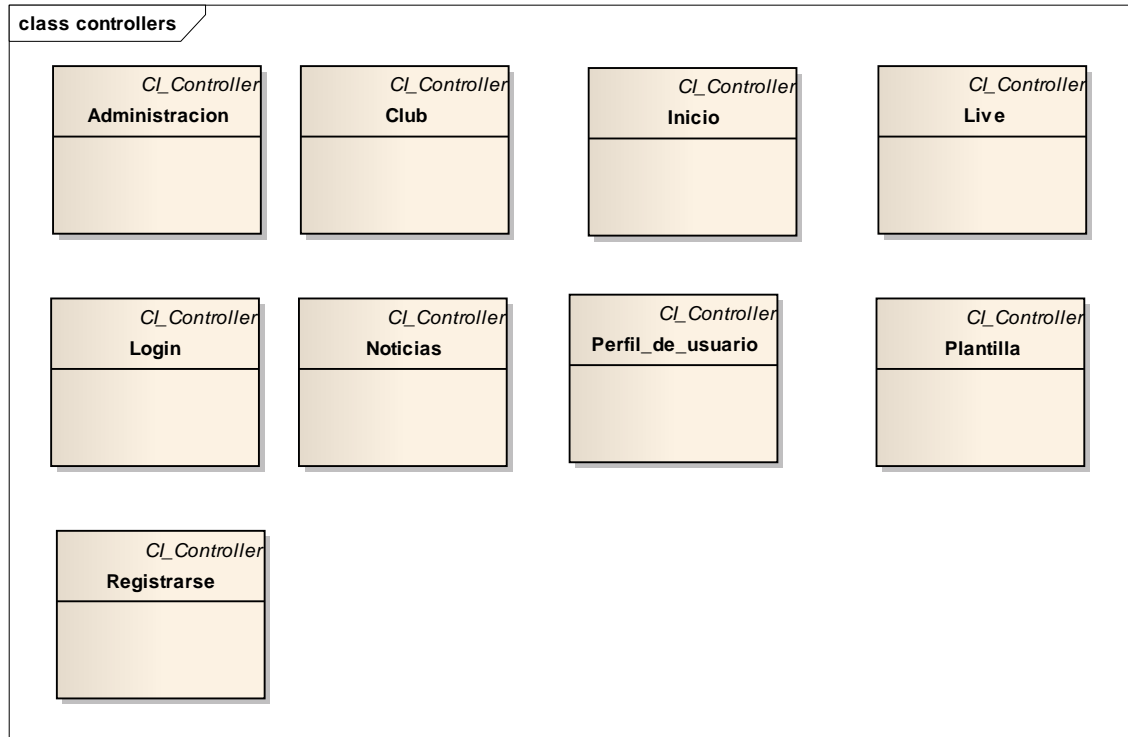 class controllers
CI_Controller
Administracion
CI_Controller
Club
CI_Controller
Inicio
CI_Controller
Live
CI_Controller
Login
CI_Controller
Noticias
CI_Controller
Perfil_de_usuario
CI_Controller
Plantilla
CI_Controller
Registrarse